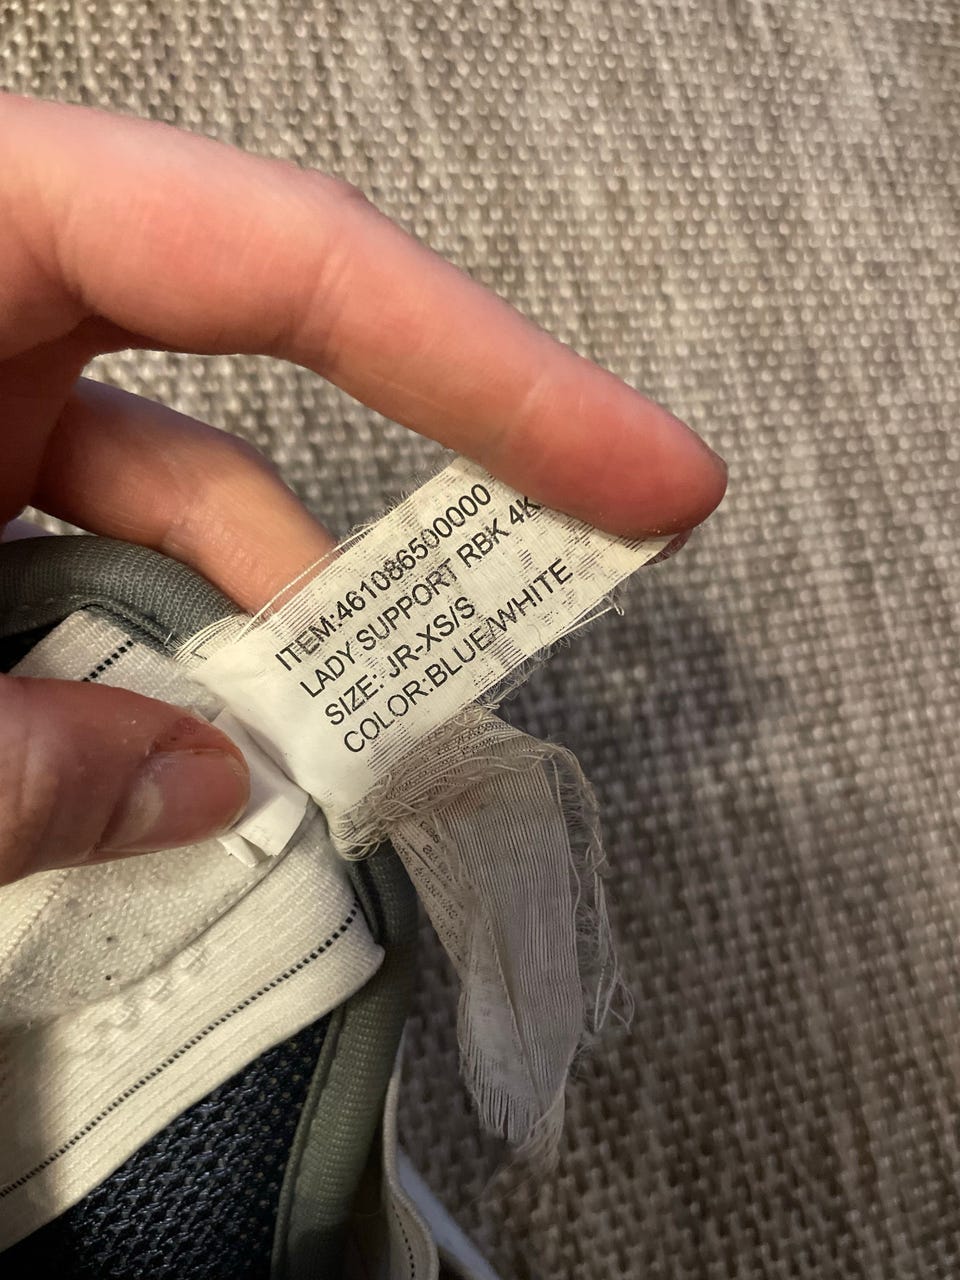 ITEM:461086500000
LADY SUPPORT RBK 4K
SIZE: JR-XS/S
COLOR:BLUE/WHITE